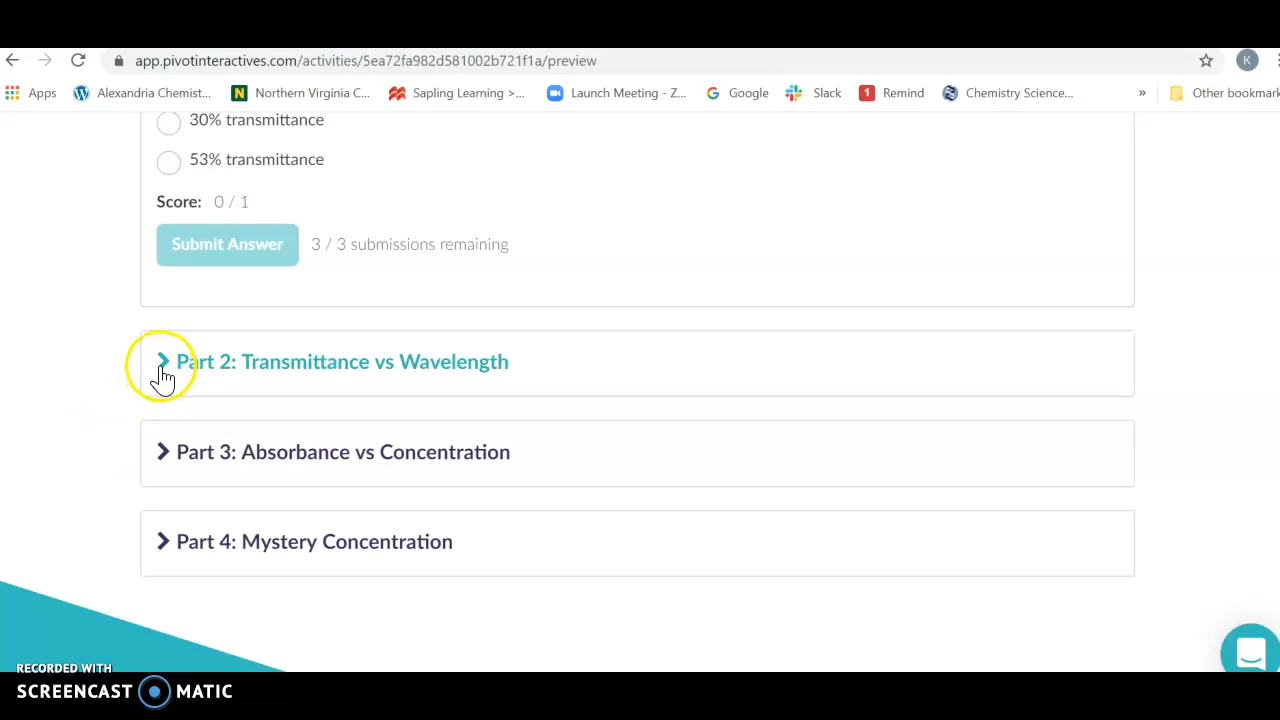 app.pivotinteractives.com/activities/5ea72fa982d581002b721f1a/preview
K
Apps Alexandria Chemist... N Northern Virginia C... Sapling Learning >... Launch Meeting - Z... Google Slack 1 Remind Chemistry Science... » Other bookmark
30% transmittance
53% transmittance
Score: 0 / 1
Submit Answer 3 / 3 submissions remaining
Part 2: Transmittance vs Wavelength
Part 3: Absorbance vs Concentration
Part 4: Mystery Concentration
RECORDED WITH
SCREENCAST MATIC